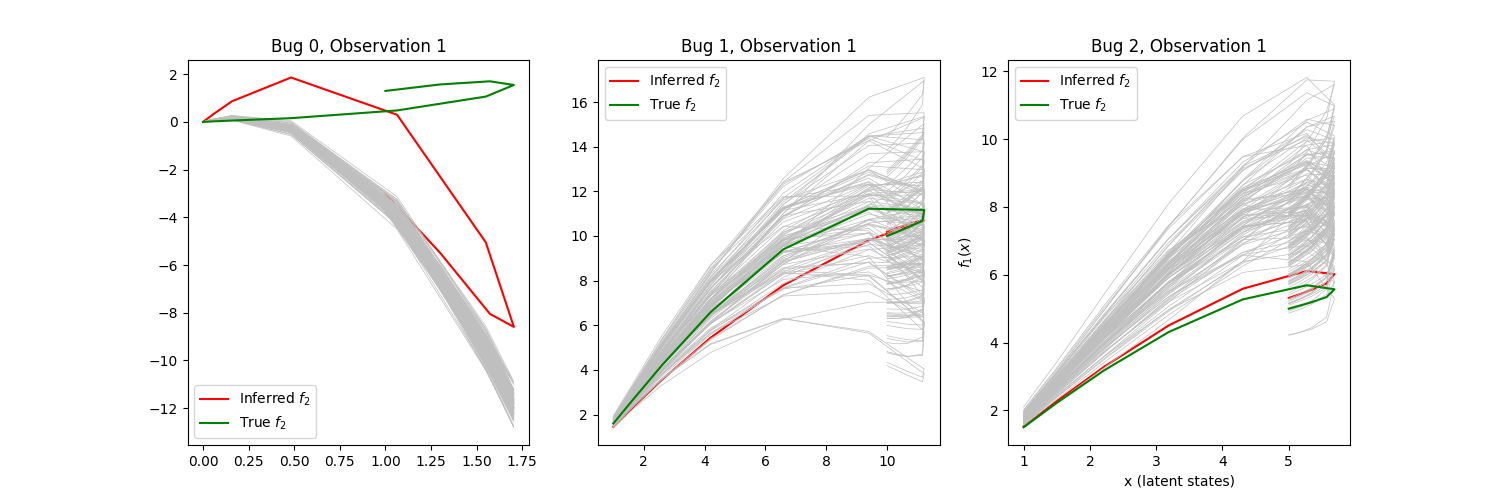 Bug 0, Observation 1
2
0
−2
−4
−6
−8
−10
−12
Inferred f₂
True f₂
0.00 0.25 0.50 0.75 1.00 1.25 1.50 1.75
Bug 1, Observation 1
Inferred f₂
True f₂
16
14
12
10
8
6
4
2
2 4 6 8 10
Bug 2, Observation 1
Inferred f₂
True f₂
12
10
8
6
4
2
f₁(x)
1 2 3 4 5
x (latent states)